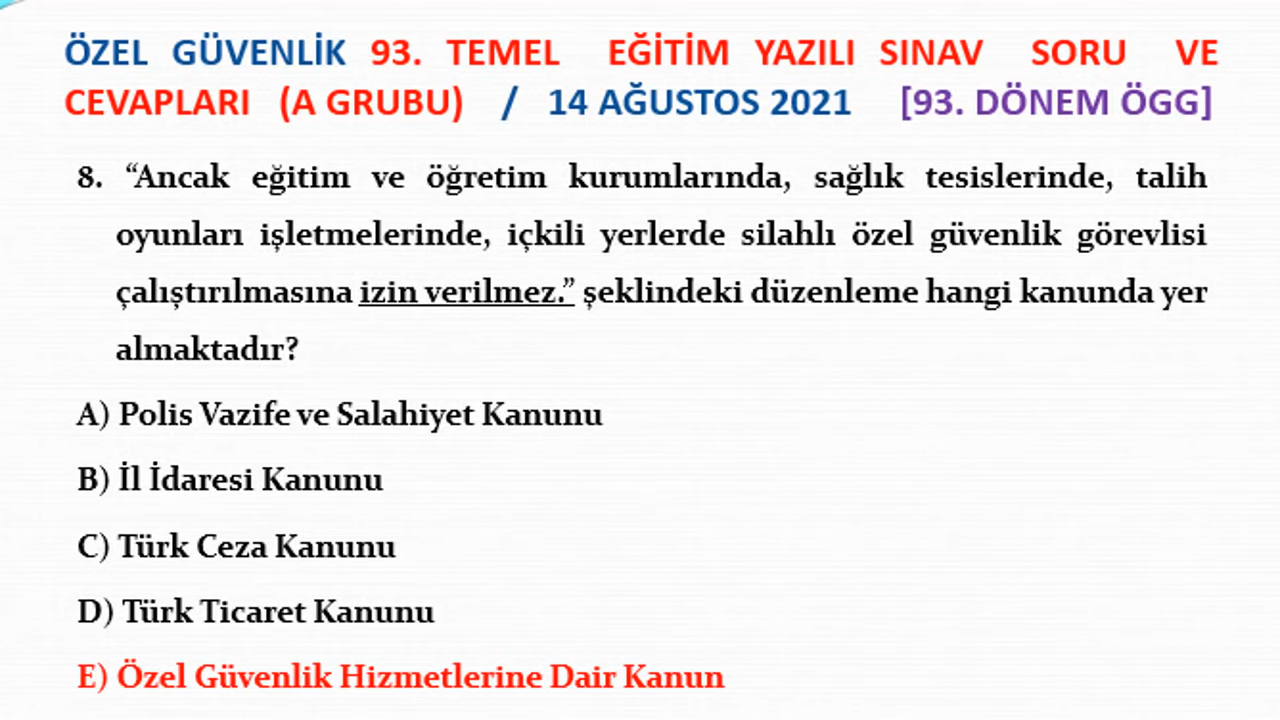 ÖZEL GÜVENLİK 93. TEMEL EĞİTİM YAZILI SINAV SORU VE
CEVAPLARI (A GRUBU) / 14 AĞUSTOS 2021 [93. DÖNEM ÖGG]
8. “Ancak eğitim ve öğretim kurumlarında, sağlık tesislerinde, talih
oyunları işletmelerinde, içkili yerlerde silahlı özel güvenlik görevlisi
çalıştırılmasına izin verilmez.” şeklindeki düzenleme hangi kanunda yer
almaktadır?
A) Polis Vazife ve Salahiyet Kanunu
B) İl İdaresi Kanunu
C) Türk Ceza Kanunu
D) Türk Ticaret Kanunu
E) Özel Güvenlik Hizmetlerine Dair Kanun